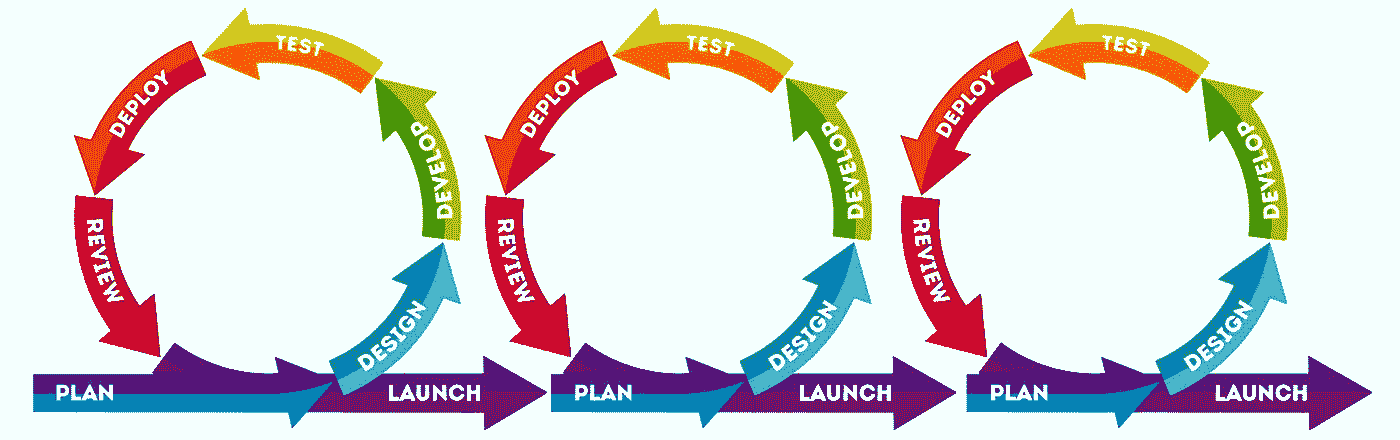 PLAN
DESIGN
DEVELOP
TEST
DEPLOY
REVIEW
LAUNCH
PLAN
DESIGN
DEVELOP
TEST
DEPLOY
REVIEW
LAUNCH
PLAN
DESIGN
DEVELOP
TEST
DEPLOY
REVIEW
LAUNCH